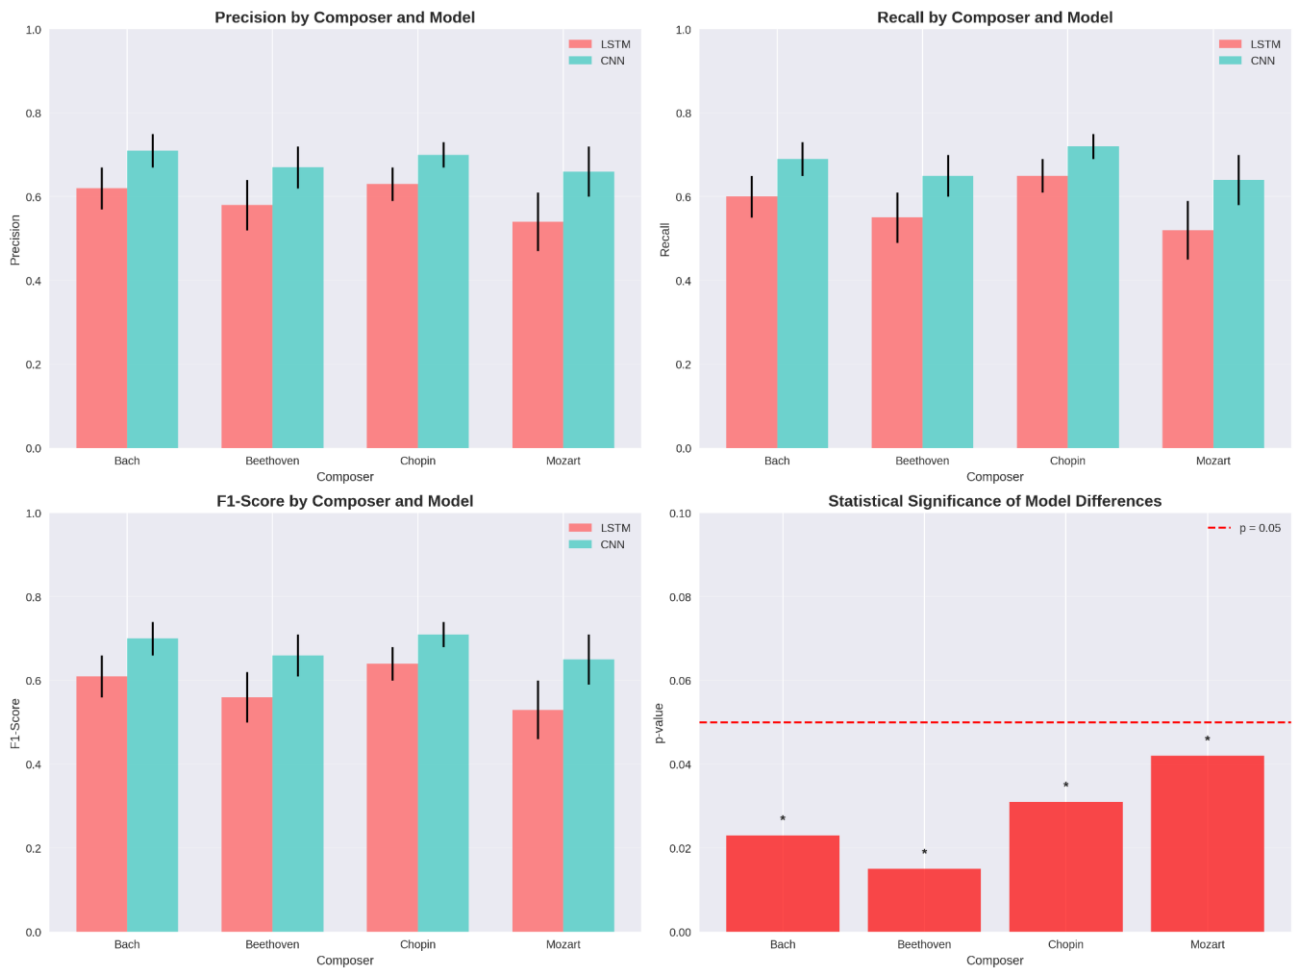 Precision by Composer and Model
1.0
0.8
0.6
0.4
0.2
0.0
Precision
LSTM
CNN
Bach
Beethoven
Chopin
Mozart
Composer
Recall by Composer and Model
1.0
0.8
0.6
0.4
0.2
0.0
Recall
LSTM
CNN
Bach
Beethoven
Chopin
Mozart
Composer
F1-Score by Composer and Model
1.0
0.8
0.6
0.4
0.2
0.0
F1-Score
LSTM
CNN
Bach
Beethoven
Chopin
Mozart
Composer
Statistical Significance of Model Differences
0.10
0.08
0.06
0.04
0.02
0.00
p-value
p = 0.05
*
*
*
*
Bach
Beethoven
Chopin
Mozart
Composer